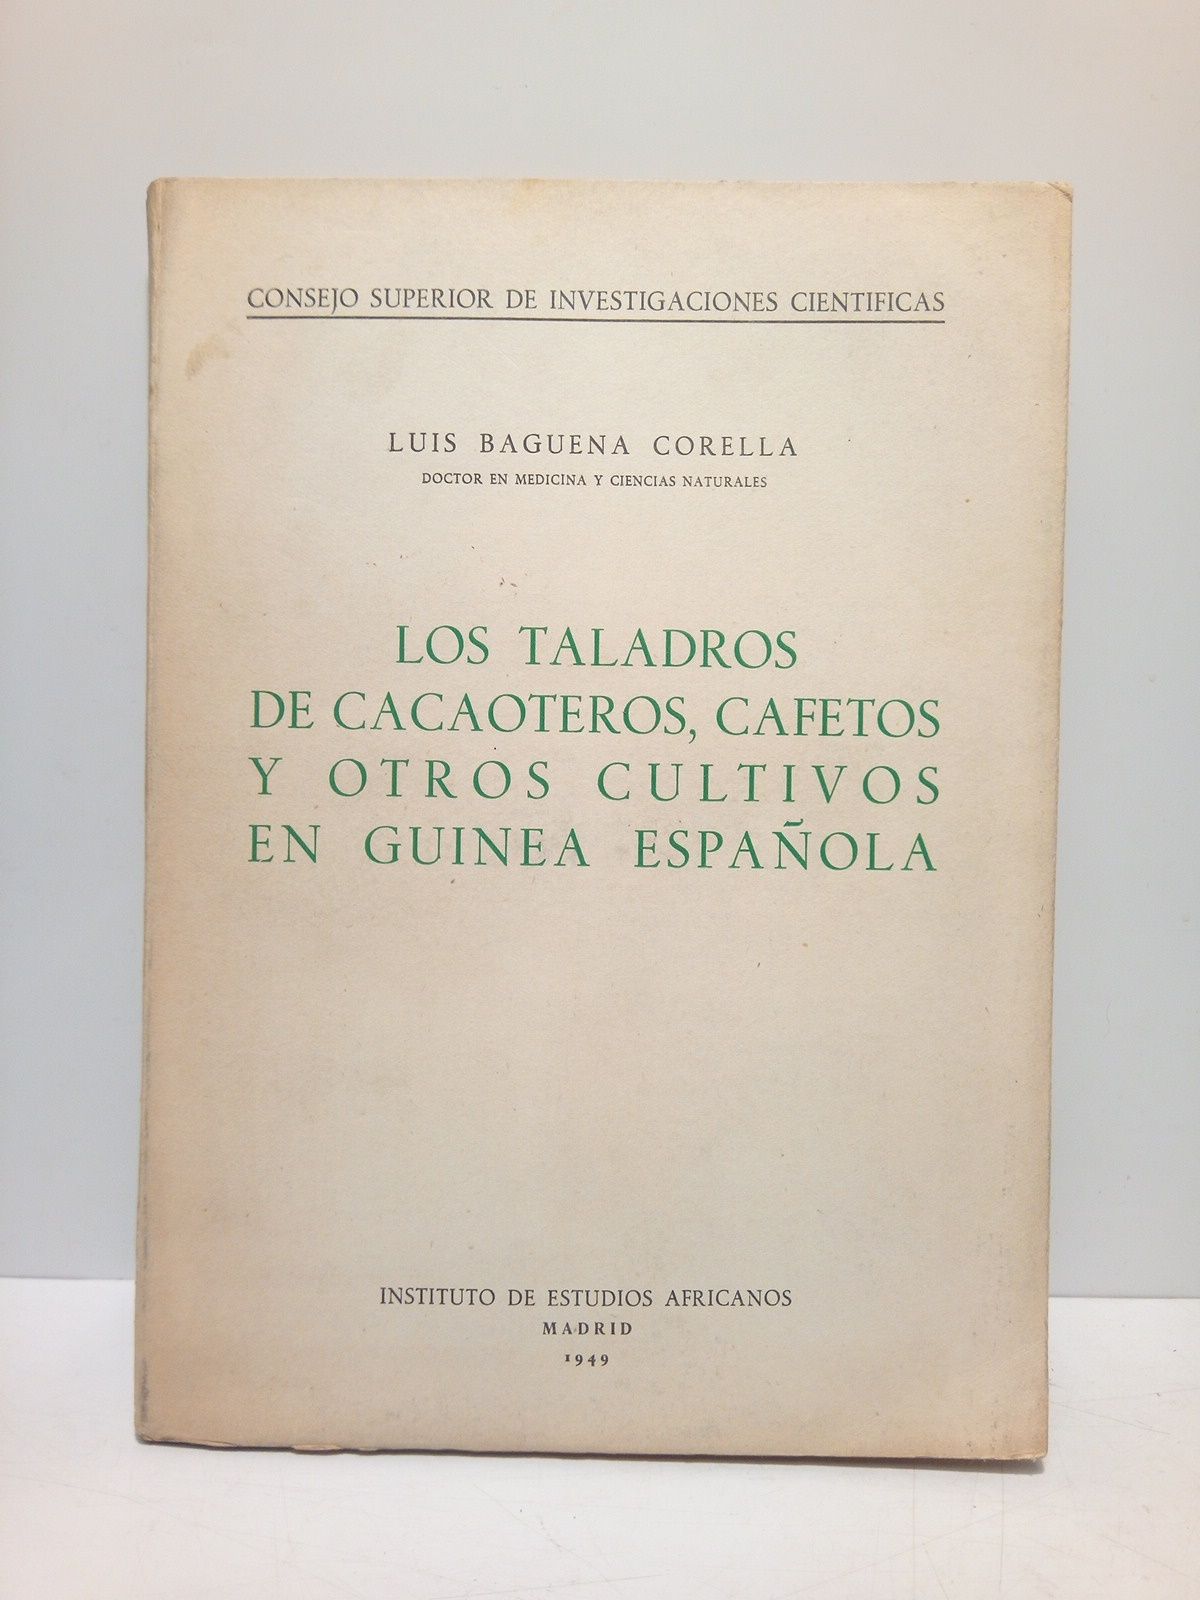 CONSEJO SUPERIOR DE INVESTIGACIONES CIENTIFICAS
LUIS BAGUENA CORELLA
DOCTOR EN MEDICINA Y CIENCIAS NATURALES
LOS TALADROS
DE CACAOTEROS, CAFETOS
Y OTROS CULTIVOS
EN GUINEA ESPAÑOLA
INSTITUTO DE ESTUDIOS AFRICANOS
MADRID
1949